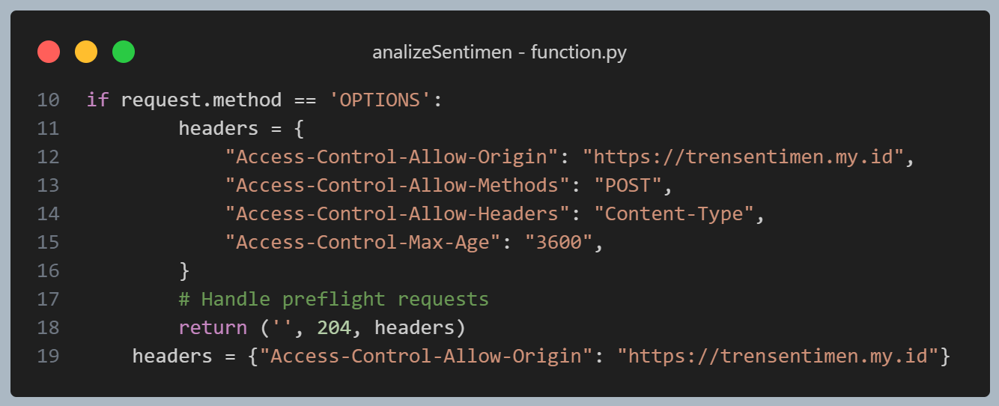 analizeSentimen - function.py
10 if request.method == 'OPTIONS':
11         headers = {
12             "Access-Control-Allow-Origin": "https://trensentimen.my.id",
13             "Access-Control-Allow-Methods": "POST",
14             "Access-Control-Allow-Headers": "Content-Type",
15             "Access-Control-Max-Age": "3600",
16         }
17         # Handle preflight requests
18         return ('', 204, headers)
19     headers = {"Access-Control-Allow-Origin": "https://trensentimen.my.id"}